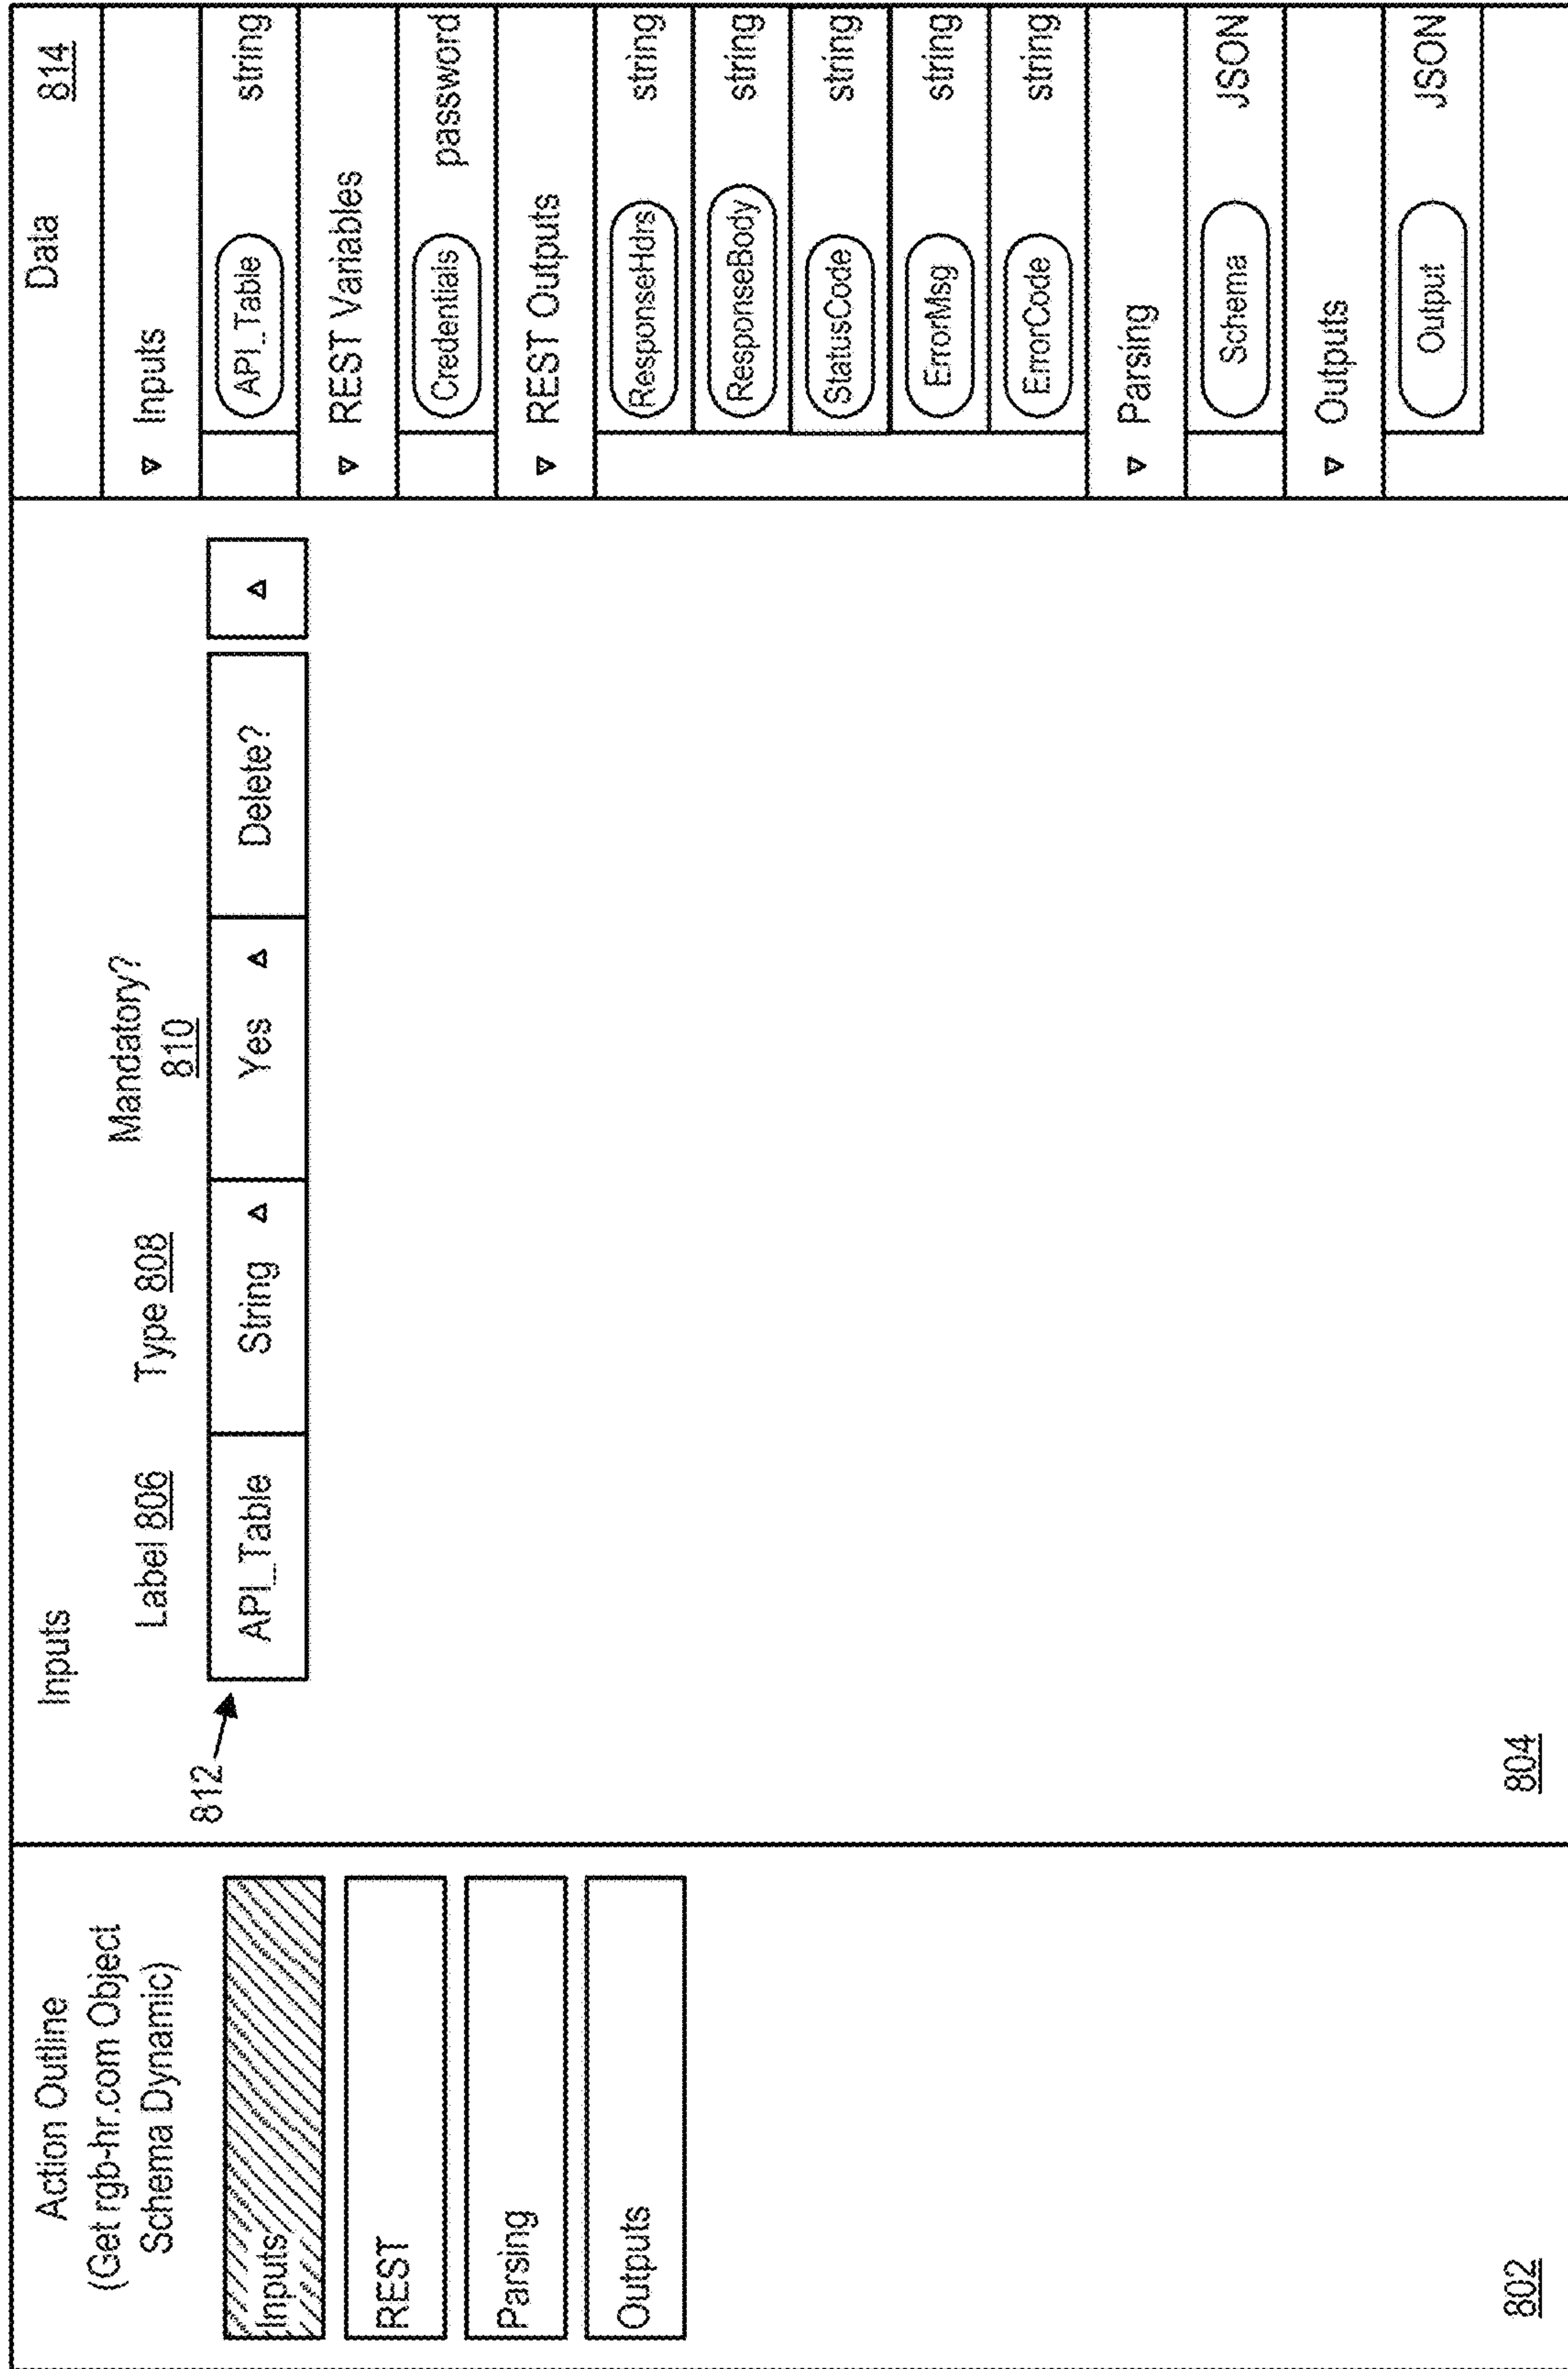 Action Outline
(Get rgb-hr.com Object
Schema Dynamic)
Inputs
REST
Parsing
Outputs
802
Inputs
Label 806
Type 808
Mandatory?
810
812
API_Table
String
Yes
Delete?
804
Data
814
Inputs
API_Table string
REST Variables
Credentials password
REST Outputs
ResponseHdrs string
ResponseBody string
StatusCode string
ErrorMsg string
ErrorCode string
Parsing
Schema JSON
Outputs
Output JSON